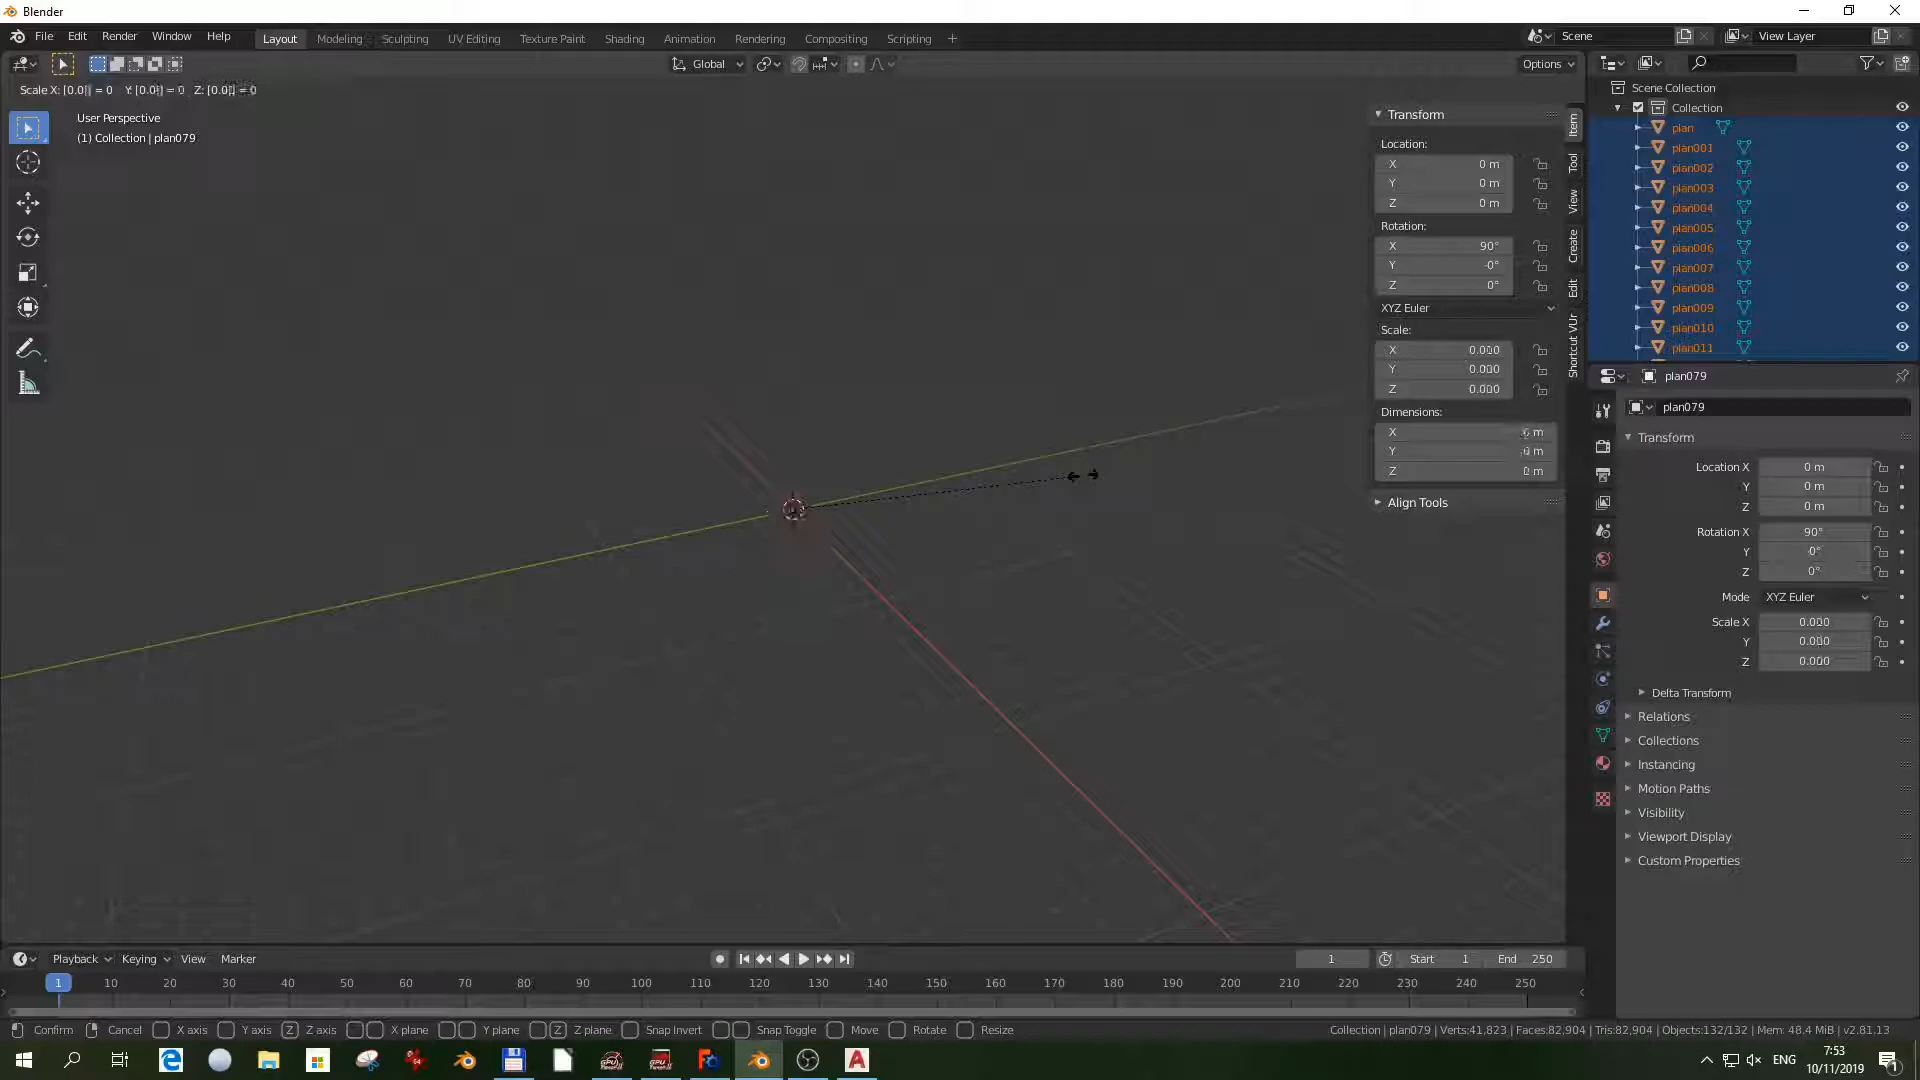 Blender
File Edit Render Window Help
Layout Modeling Sculpting UV Editing Texture Paint Shading Animation Rendering Compositing Scripting
Scene
View Layer
Global
Options
Scale X: = 0 Y: = 0 Z: = 0
User Perspective
(1) Collection | plan079
Transform
Location:
X 0 m
Y 0 m
Z 0 m
Rotation:
X 90°
Y -0°
Z 0°
XYZ Euler
Scale:
X 0.000
Y 0.000
Z 0.000
Dimensions:
X 0 m
Y 0 m
Z 0 m
Align Tools
Item
Tool
View
Create
Edit
Shortcut VUr
Scene Collection
Collection
plan
plan001
plan002
plan003
plan004
plan005
plan006
plan007
plan008
plan009
plan010
plan011
plan079
plan079
Transform
Location X 0 m
Y 0 m
Z 0 m
Rotation X 90°
Y 0°
Z 0°
Mode XYZ Euler
Scale X 0.000
Y 0.000
Z 0.000
Delta Transform
Relations
Collections
Instancing
Motion Paths
Visibility
Viewport Display
Custom Properties
Playback Keying View Marker
1 Start 1 End 250
1 10 20 30 40 50 60 70 80 90 100 110 120 130 140 150 160 170 180 190 200 210 220 230 240 250
Confirm Cancel X axis Y axis Z Z axis X plane Y plane Z Z plane Snap Invert Snap Toggle Move Rotate Resize
Collection | plan079 | Verts:41,823 | Faces:82,904 | Tris:82,904 | Objects:132/132 | Mem: 48.4 MiB | v2.81.13
ENG
7:53
10/11/2019